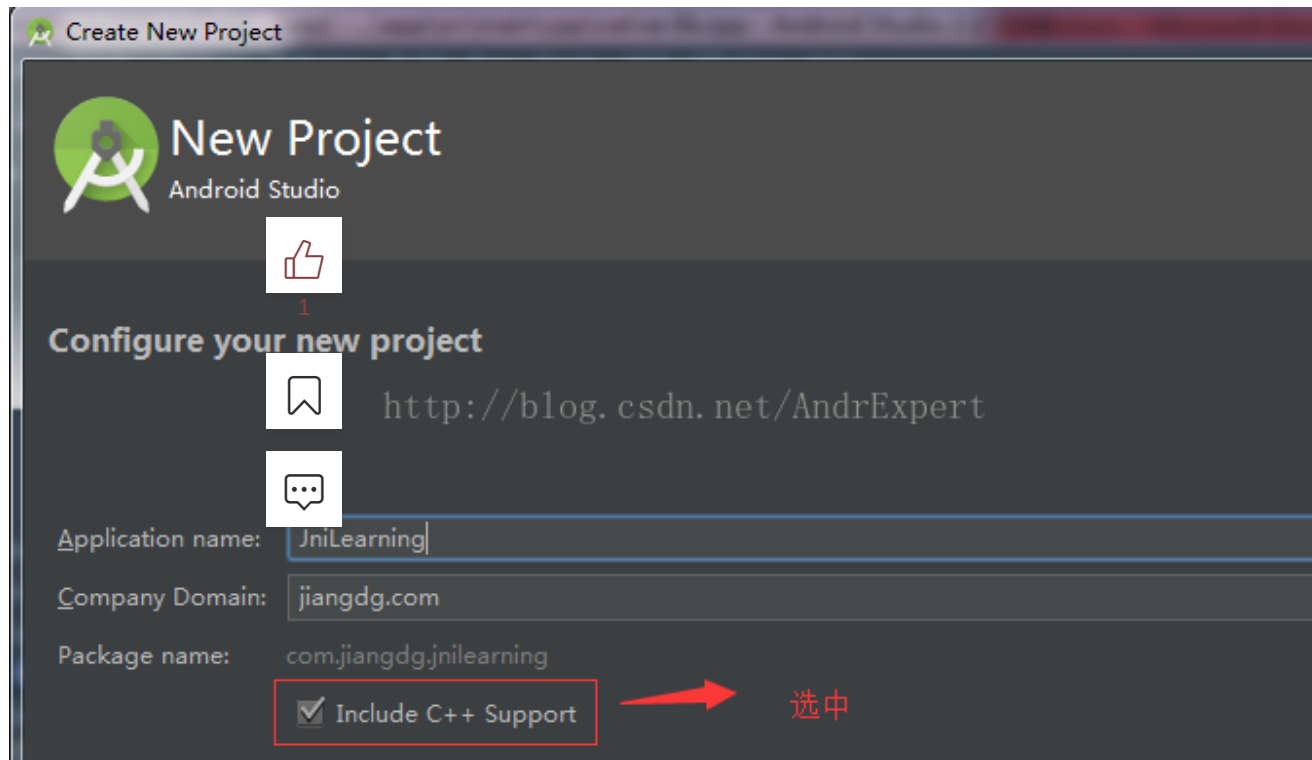 Create New Project
New Project
Android Studio
1
Configure your new project
http://blog.csdn.net/AndrExpert
Application name: JniLearning
Company Domain: jiangdg.com
Package name: com.jiangdg.jnilearning
Include C++ Support 选中